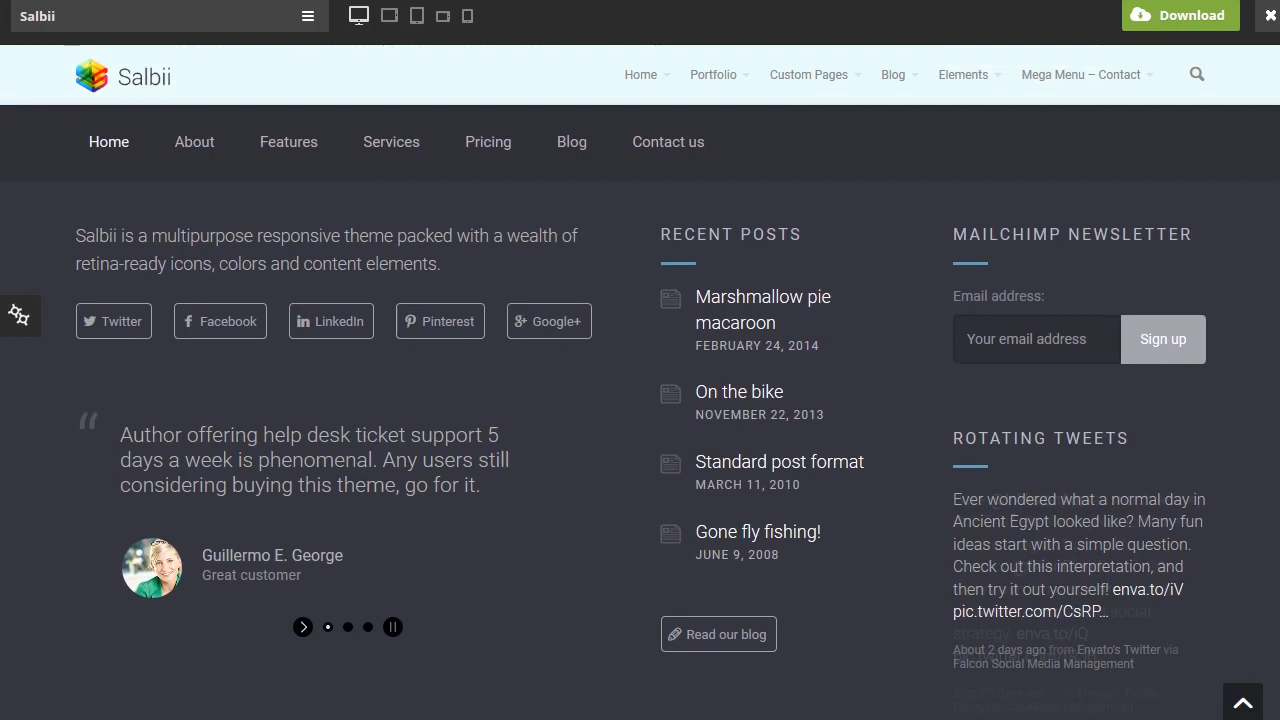 Salbii
Download
Salbii
Home Portfolio Custom Pages Blog Elements Mega Menu – Contact
Home About Features Services Pricing Blog Contact us
Salbii is a multipurpose responsive theme packed with a wealth of
retina-ready icons, colors and content elements.
Twitter Facebook LinkedIn Pinterest Google+
“
Author offering help desk ticket support 5
days a week is phenomenal. Any users still
considering buying this theme, go for it.
Guillermo E. George
Great customer
RECENT POSTS
Marshmallow pie
macaroon
FEBRUARY 24, 2014
On the bike
NOVEMBER 22, 2013
Standard post format
MARCH 11, 2010
Gone fly fishing!
JUNE 9, 2008
Read our blog
MAILCHIMP NEWSLETTER
Email address:
Your email address Sign up
ROTATING TWEETS
Ever wondered what a normal day in
Ancient Egypt looked like? Many fun
ideas start with a simple question.
Check out this interpretation, and
then try it out yourself! enva.to/iV
pic.twitter.com/CsRP… social
strategy. enva.to/iQ
About 2 days ago from Envato's Twitter via
Falcon Social Media Management